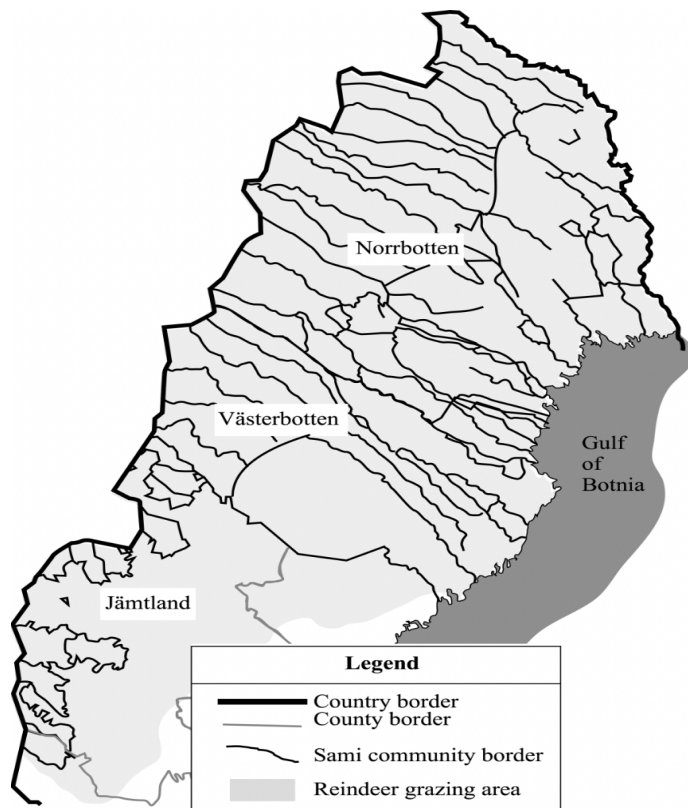 Norrbotten
Västerbotten
Gulf
of
Botnia
Jämtland
Legend
Country border
County border
Sami community border
Reindeer grazing area